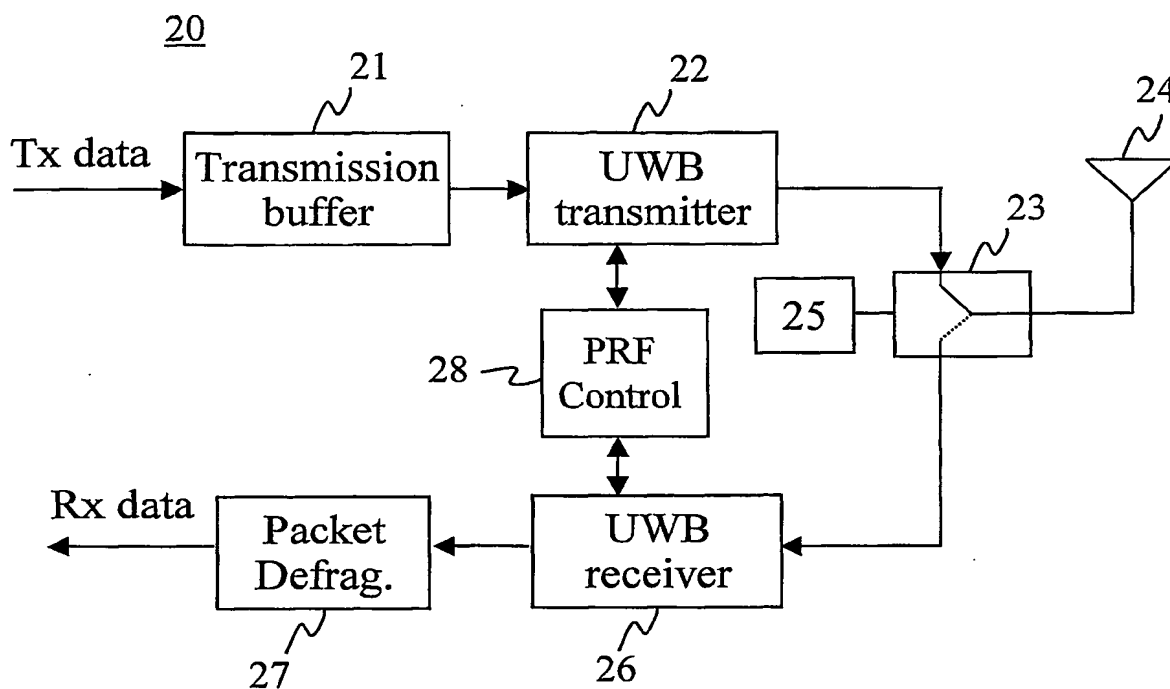 20
21
22
24
Tx data
Transmission
buffer
UWB
transmitter
23
25
28
PRF
Control
Rx data
Packet
Defrag.
UWB
receiver
27
26